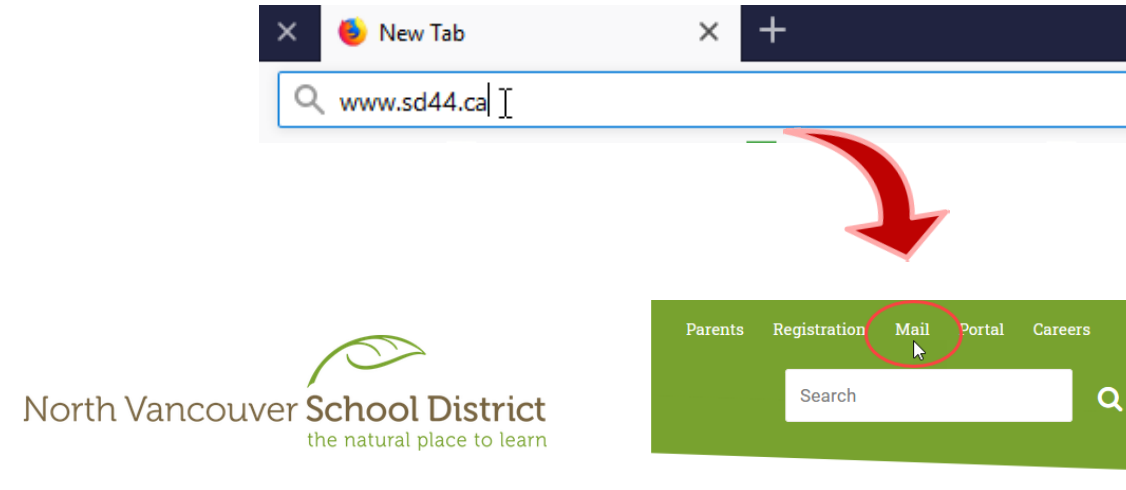 New Tab
www.sd44.ca
Parents Registration Mail Portal Careers
Search
North Vancouver School District
the natural place to learn